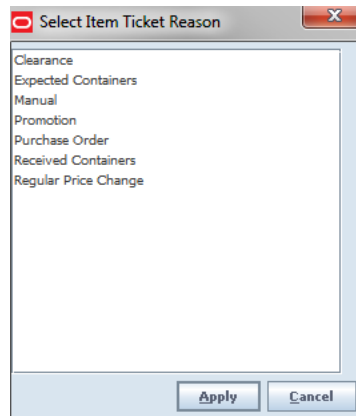 Select Item Ticket Reason
Clearance
Expected Containers
Manual
Promotion
Purchase Order
Received Containers
Regular Price Change
Apply Cancel